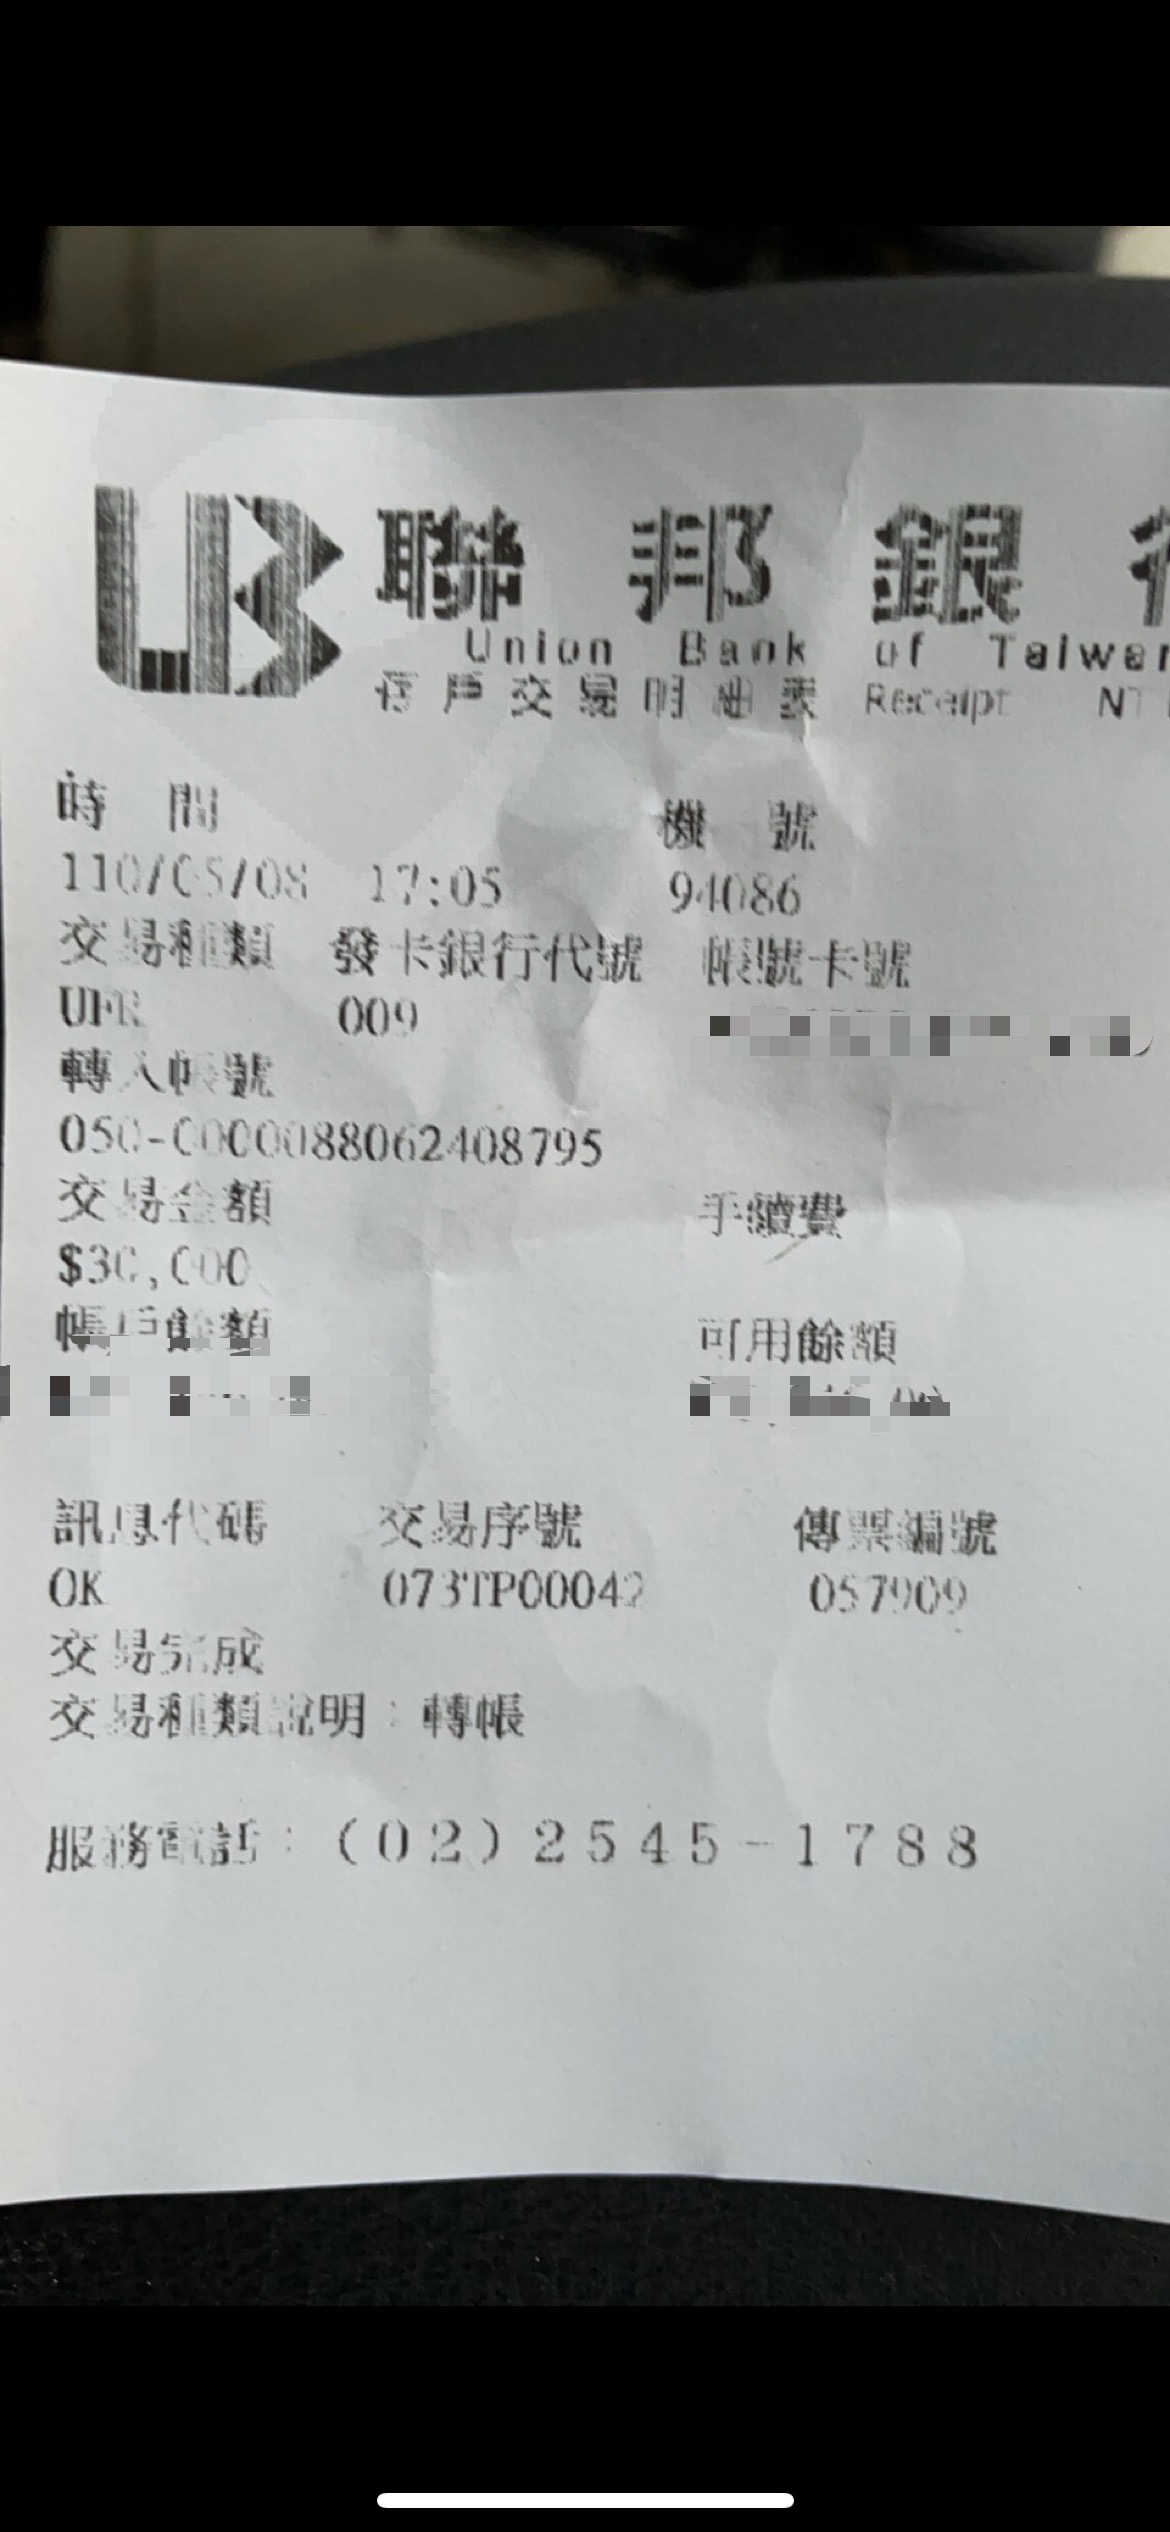 UB 聯邦銀行
Union Bank of Taiwan
存戶交易明細表 Receipt NT
時 間 機 號
110/05/08 17:05 94086
交易種類 發卡銀行代號 帳號卡號
UFR 009
轉入帳號
050-0000088062408795
交易金額 手續費
$30,000
帳戶餘額 可用餘額
訊息代碼 交易序號 傳票編號
OK 073TP00042 057909
交易完成
交易種類說明：轉帳
服務電話：(02)2545-1788